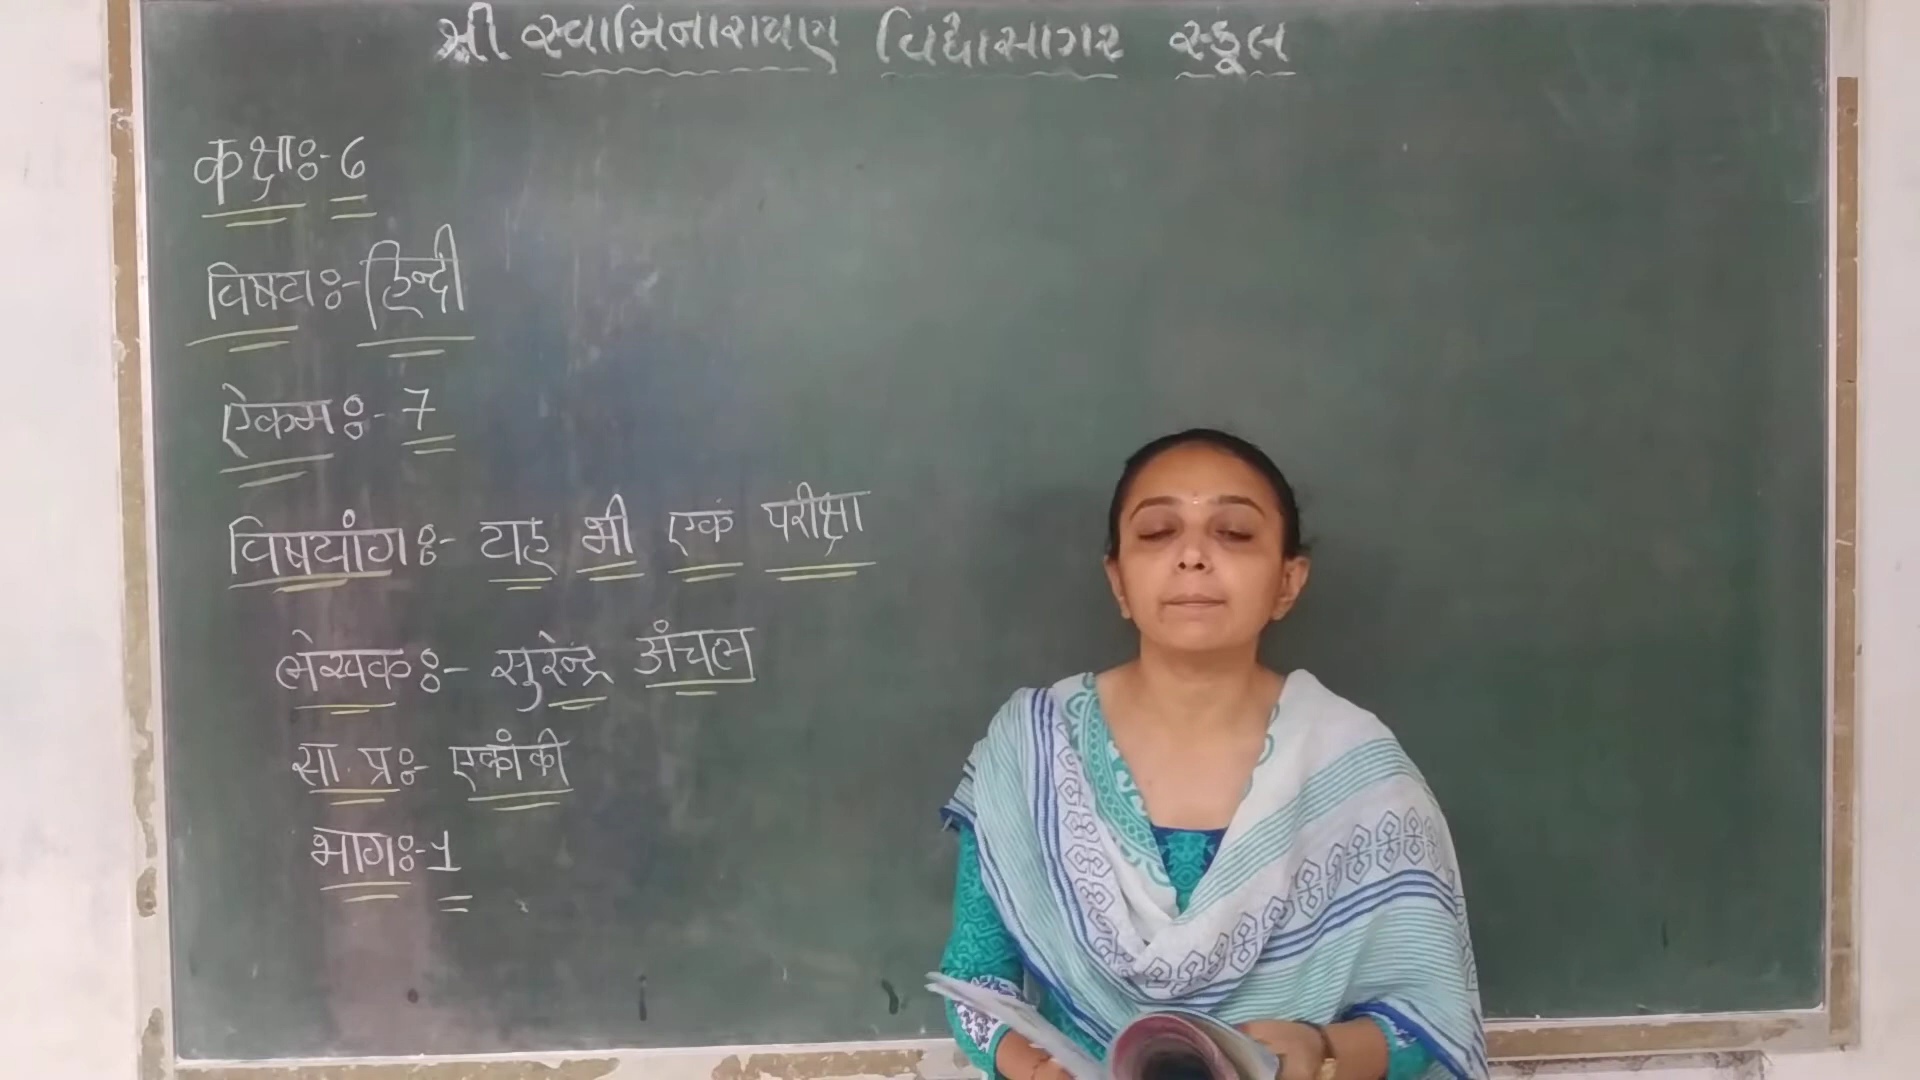 શ્રી સ્વામિનારાયણ વિદ્યાસાગર સ્કૂલ
कक्षाः- 6
विषयः- हिन्दी
ऐकमः- 7
विषयांगः- यह भी एक परीक्षा
लेखकः- सुरेन्द्र अंचल
सा. प्रः- एकांकी
भागः- 1